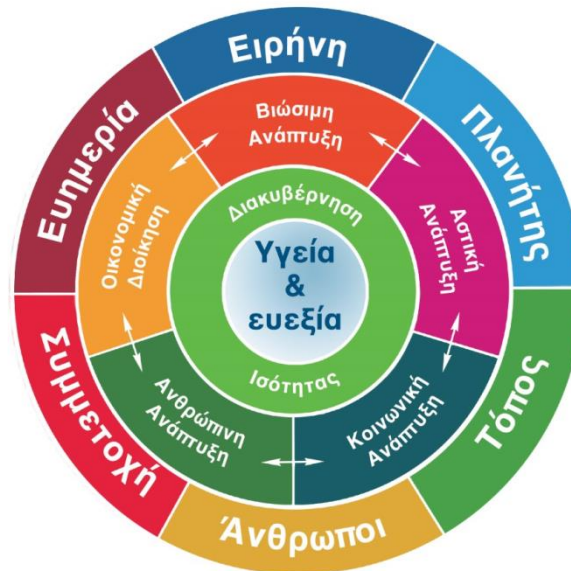 Ειρήνη
Πλανήτης
Τόπος
Άνθρωποι
Συμμετοχή
Ευημερία
Βιώσιμη
Ανάπτυξη
Αστική
Ανάπτυξη
Κοινωνική
Ανάπτυξη
Ανθρώπινη
Ανάπτυξη
Οικονομική
Διοίκηση
Διακυβέρνηση
Ισότητας
Υγεία
&
ευεξία